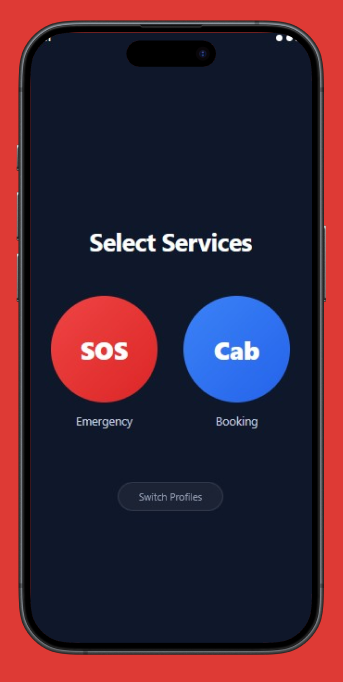 Select Services
SOS
Cab
Emergency
Booking
Switch Profiles